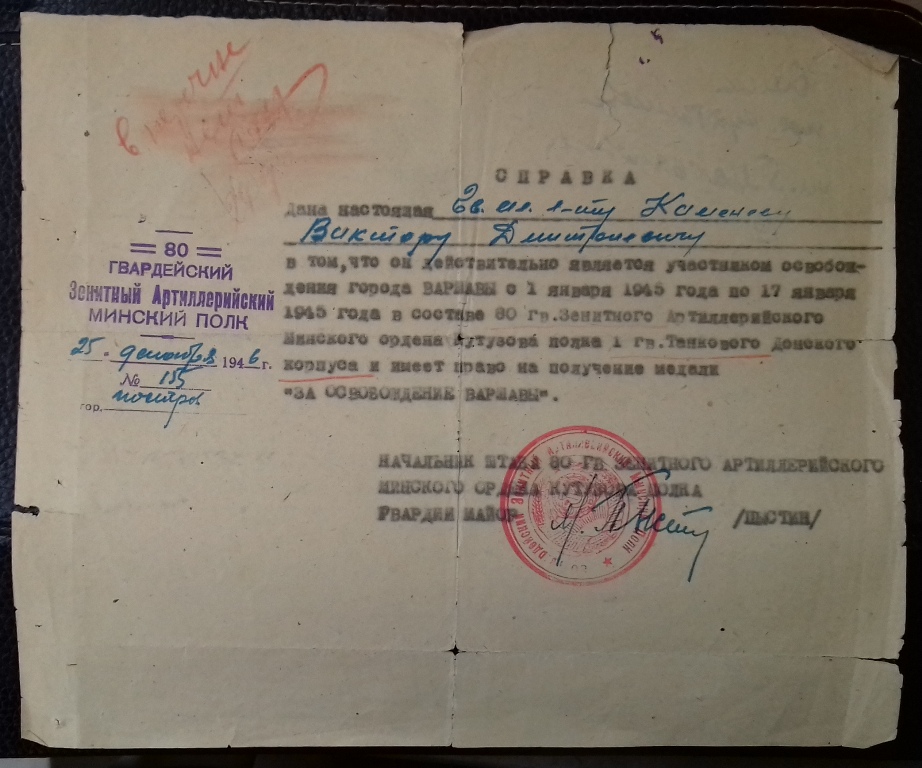 СПРАВКА
Дана настоящая Гв. мл. л-ту
Виктору Дмитриевичу
в том, что он действительно является участником освобож-
дения города ВАРШАВЫ с 1 января 1945 года по 17 января
1945 года в составе 80 гв.Зенитного Артиллерийского
Минского ордена Кутузова полка 1 гв.Танкового Донского
корпуса и имеет право на получение медали
"ЗА ОСВОБОЖДЕНИЕ ВАРШАВЫ".
= 80 =
ГВАРДЕЙСКИЙ
Зенитный Артиллерийский
МИНСКИЙ ПОЛК
25. декабря 1946 г.
№ 155
гор.
НАЧАЛЬНИК ШТАБА 80 ГВ ЗЕНИТНОГО АРТИЛЛЕРИЙСКОГО
МИНСКОГО ОРДЕНА КУТУЗОВА ПОЛКА
ГВАРДИИ МАЙОР